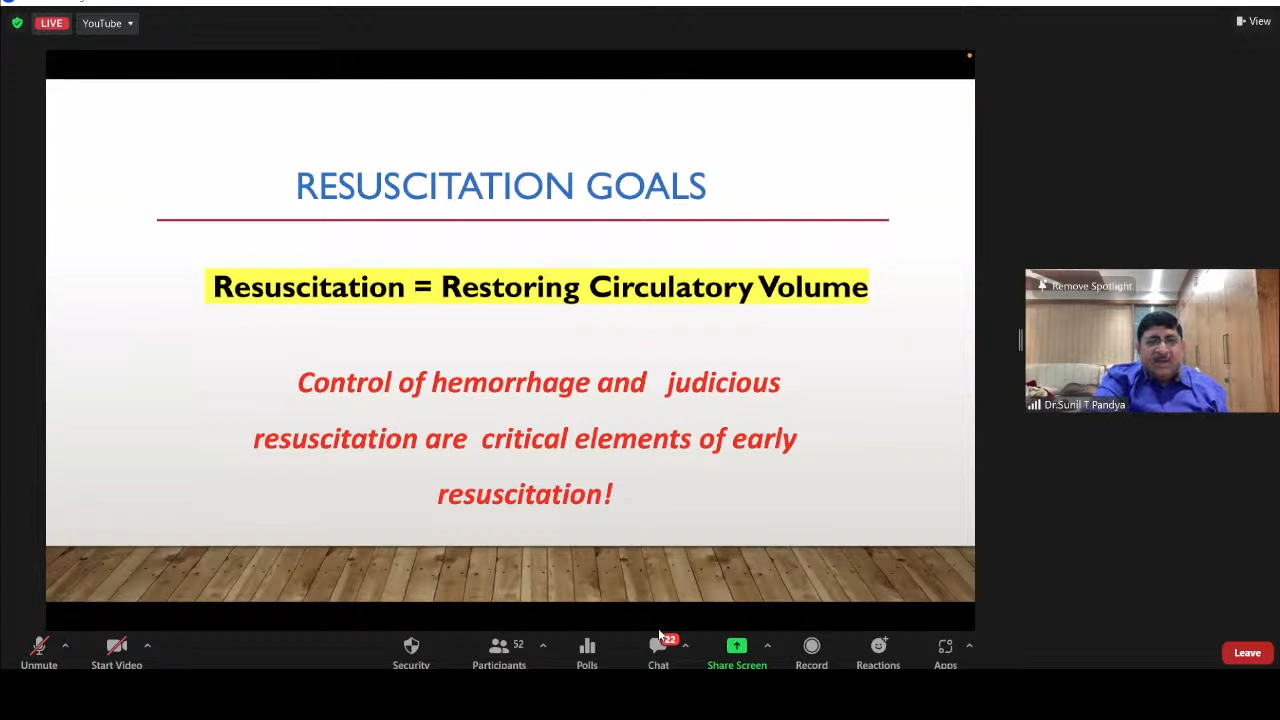 LIVE
YouTube
View
RESUSCITATION GOALS
Resuscitation = Restoring Circulatory Volume
Control of hemorrhage and judicious
resuscitation are critical elements of early
resuscitation!
Remove Spotlight
Dr.Sunil T Pandya
22
52
Unmute
Start Video
Security
Participants
Polls
Chat
Share Screen
Record
Reactions
Apps
Leave